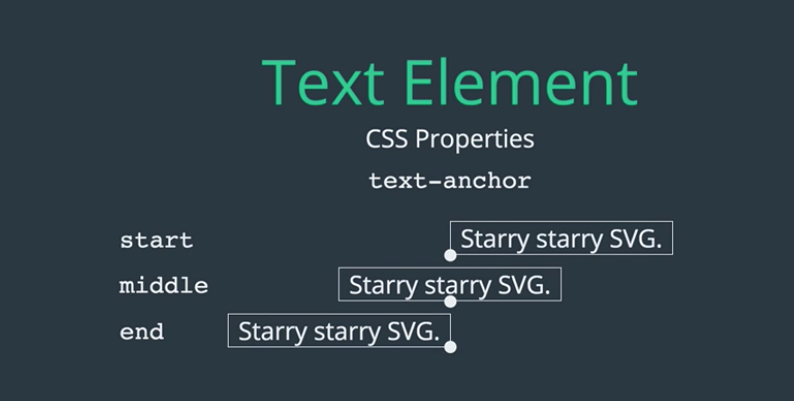 Text Element
CSS Properties
text-anchor
start Starry starry SVG.
middle Starry starry SVG.
end Starry starry SVG.